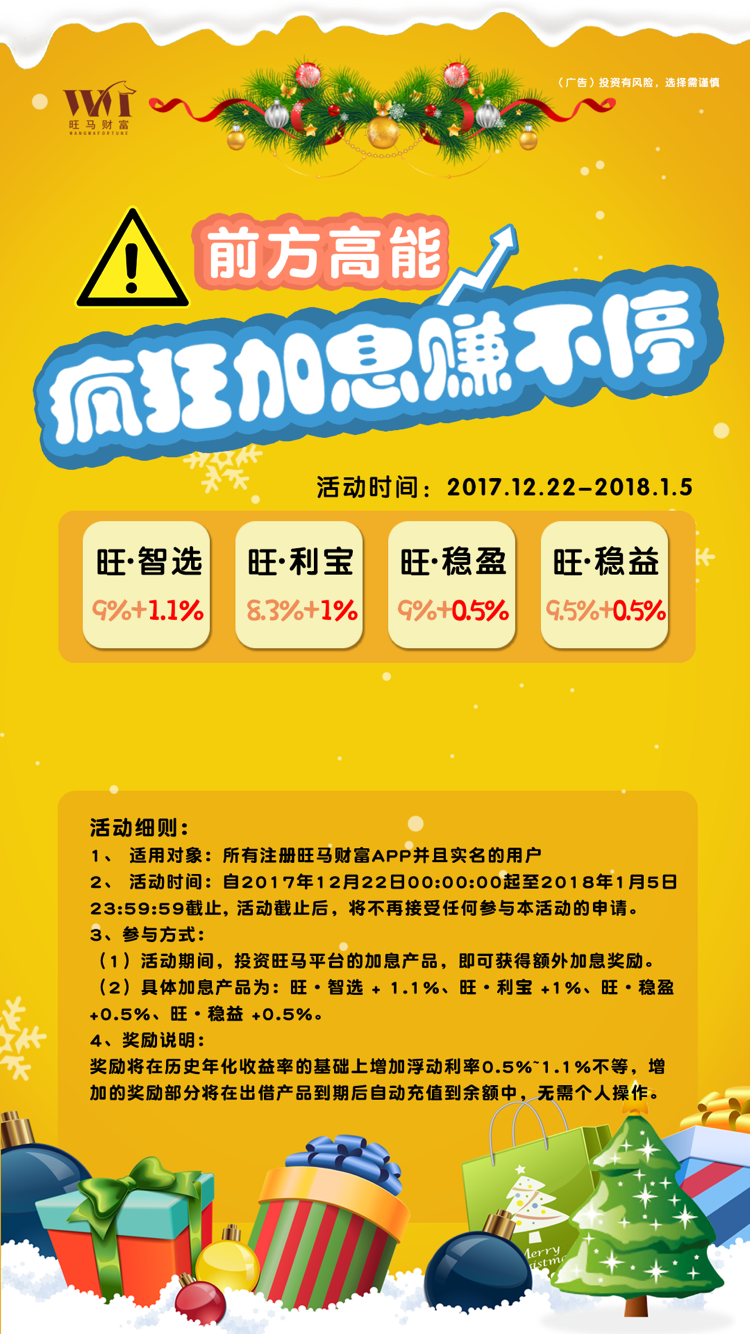 （广告）投资有风险，选择需谨慎
WM
旺马财富
WANGMAFORTUNE
前方高能
疯狂加息赚不停
活动时间：2017.12.22-2018.1.5
旺·智选
9%+1.1%
旺·利宝
8.3%+1%
旺·稳盈
9%+0.5%
旺·稳益
9.5%+0.5%
活动细则：
1、 适用对象：所有注册旺马财富APP并且实名的用户
2、 活动时间：自2017年12月22日00:00:00起至2018年1月5日
23:59:59截止, 活动截止后，将不再接受任何参与本活动的申请。
3、参与方式：
（1）活动期间，投资旺马平台的加息产品，即可获得额外加息奖励。
（2）具体加息产品为：旺·智选 + 1.1%、旺·利宝 +1%、旺·稳盈
+0.5%、旺·稳益 +0.5%。
4、奖励说明：
奖励将在历史年化收益率的基础上增加浮动利率0.5%~1.1%不等，增
加的奖励部分将在出借产品到期后自动充值到余额中，无需个人操作。
Merry